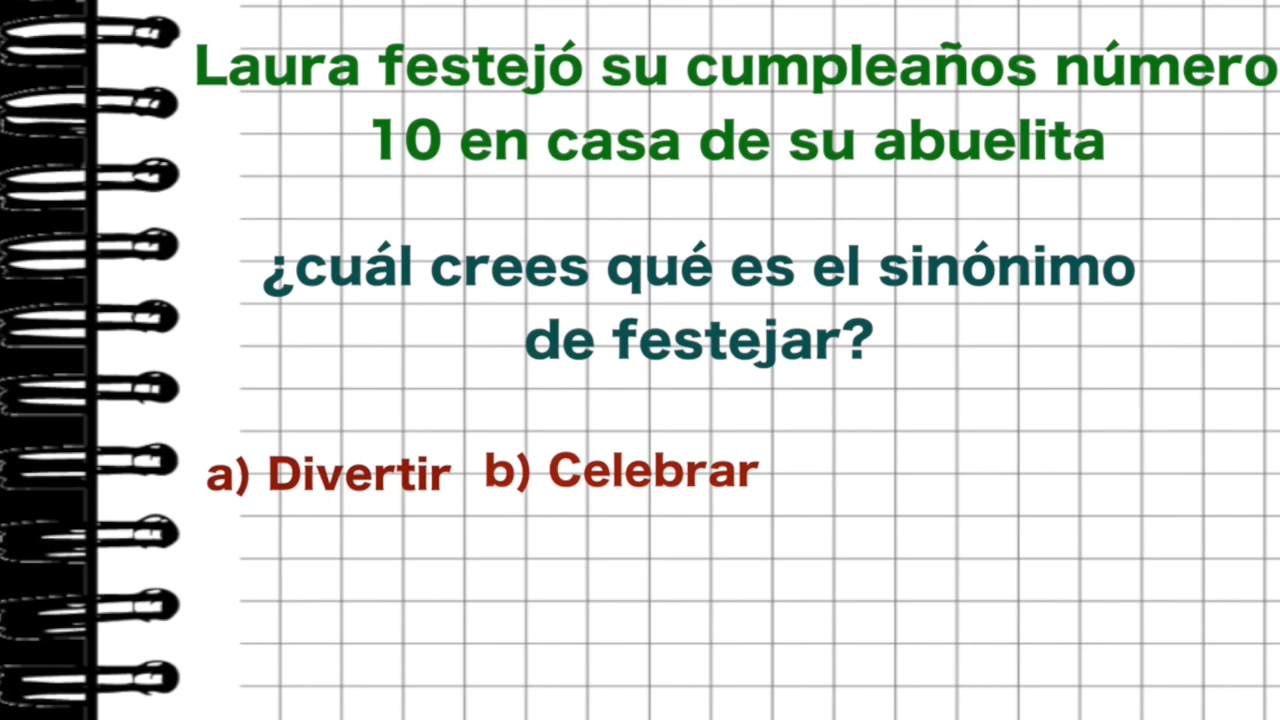 Laura festejó su cumpleaños número
10 en casa de su abuelita
¿cuál crees qué es el sinónimo
de festejar?
a) Divertir b) Celebrar